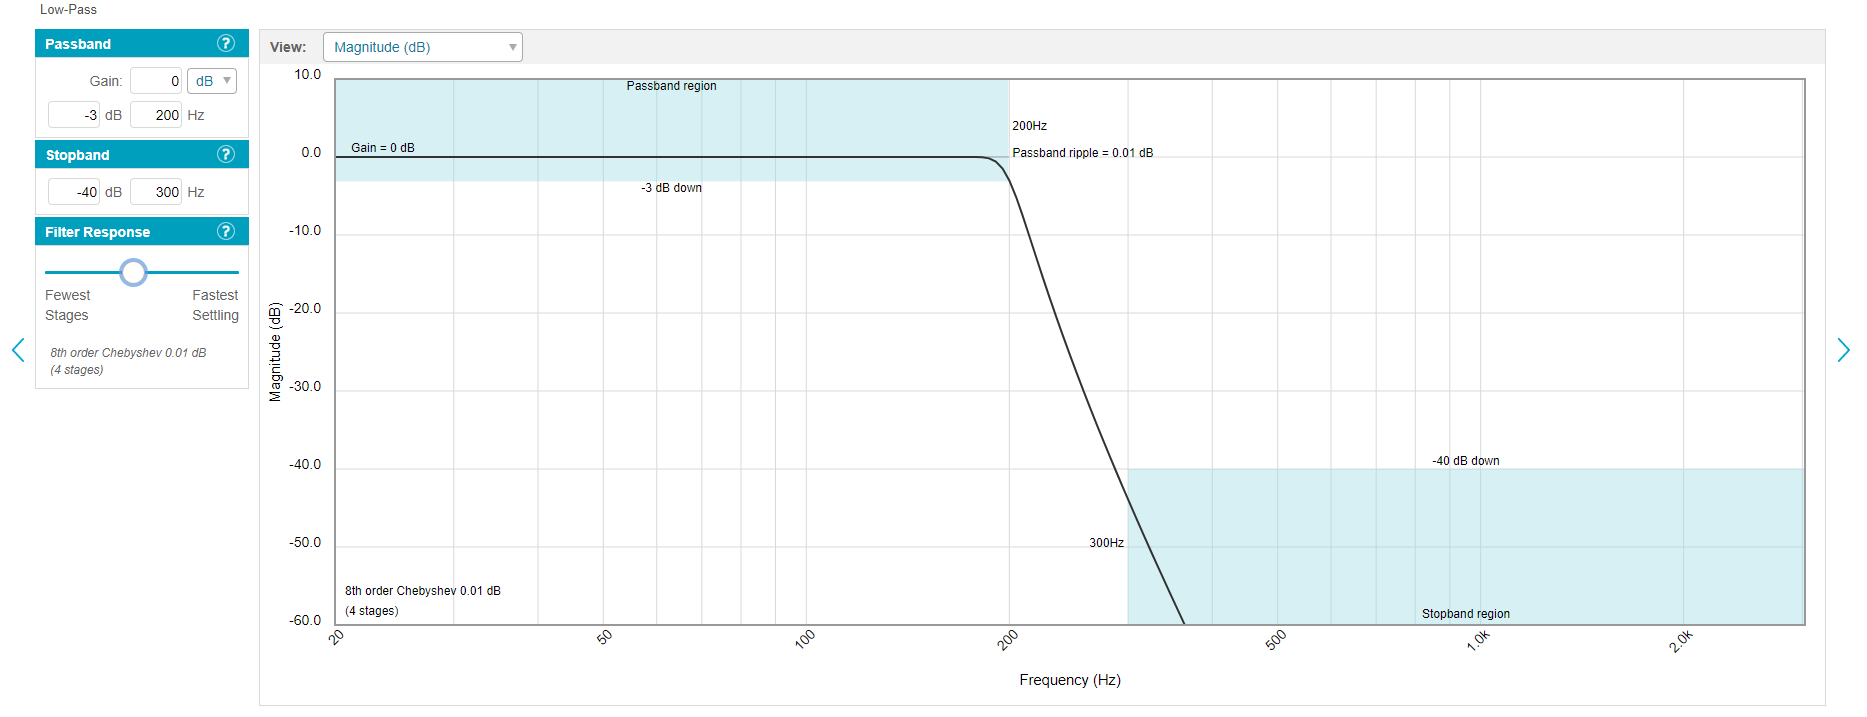 Low-Pass
Passband ?
Gain: 0 dB
-3 dB 200 Hz
Stopband ?
-40 dB 300 Hz
Filter Response ?
Fewest Stages
Fastest Settling
8th order Chebyshev 0.01 dB
(4 stages)
View: Magnitude (dB)
10.0
0.0
-10.0
-20.0
-30.0
-40.0
-50.0
-60.0
Magnitude (dB)
Passband region
200Hz
Gain = 0 dB
Passband ripple = 0.01 dB
-3 dB down
-40 dB down
300Hz
8th order Chebyshev 0.01 dB
(4 stages)
Stopband region
20 50 100 200 500 1.0k 2.0k
Frequency (Hz)